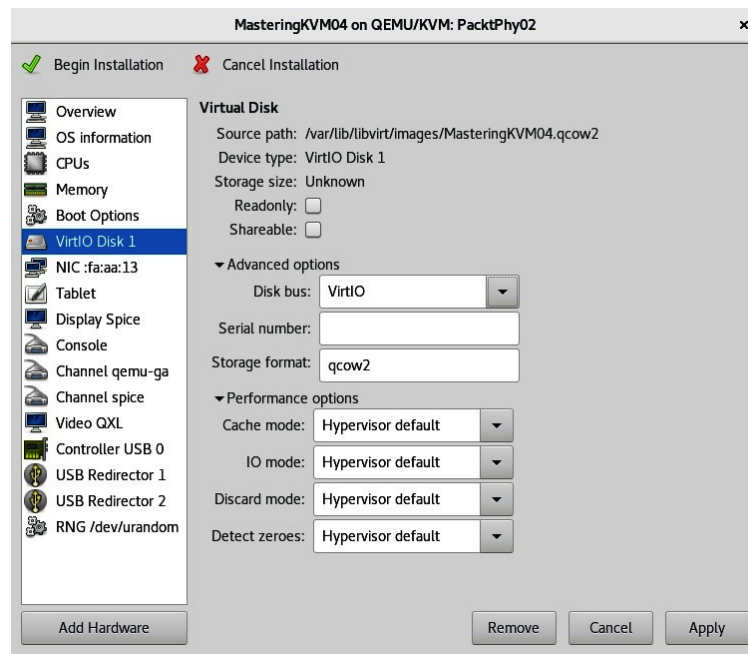 MasteringKVM04 on QEMU/KVM: PacktPhy02
Begin Installation
Cancel Installation
Overview
OS information
CPUs
Memory
Boot Options
VirtIO Disk 1
NIC :fa:aa:13
Tablet
Display Spice
Console
Channel qemu-ga
Channel spice
Video QXL
Controller USB 0
USB Redirector 1
USB Redirector 2
RNG /dev/urandom
Add Hardware
Virtual Disk
Source path: /var/lib/libvirt/images/MasteringKVM04.qcow2
Device type: VirtIO Disk 1
Storage size: Unknown
Readonly:
Shareable:
Advanced options
Disk bus: VirtIO
Serial number:
Storage format: qcow2
Performance options
Cache mode: Hypervisor default
IO mode: Hypervisor default
Discard mode: Hypervisor default
Detect zeroes: Hypervisor default
Remove
Cancel
Apply